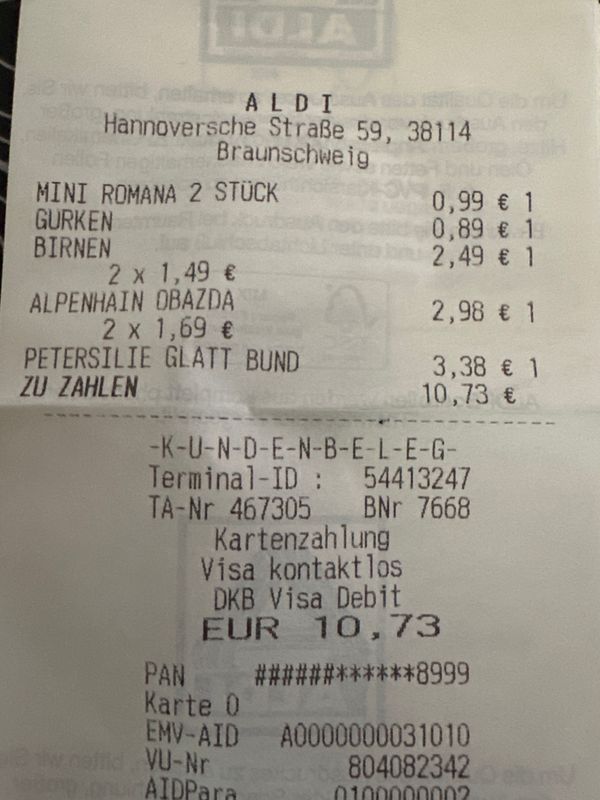 ALDI
Hannoversche Straße 59, 38114
Braunschweig
MINI ROMANA 2 STÜCK 0,99 € 1
GURKEN 0,89 € 1
BIRNEN 2,49 € 1
2 x 1,49 €
ALPENHAIN OBAZDA 2,98 € 1
2 x 1,69 €
PETERSILIE GLATT BUND 3,38 € 1
ZU ZAHLEN 10,73 €
-K-U-N-D-E-N-B-E-L-E-G-
Terminal-ID : 54413247
TA-Nr 467305 BNr 7668
Kartenzahlung
Visa kontaktlos
DKB Visa Debit
EUR 10,73
PAN ######******8999
Karte 0
EMV-AID A0000000031010
VU-Nr 804082342
AIDPara 0100000002